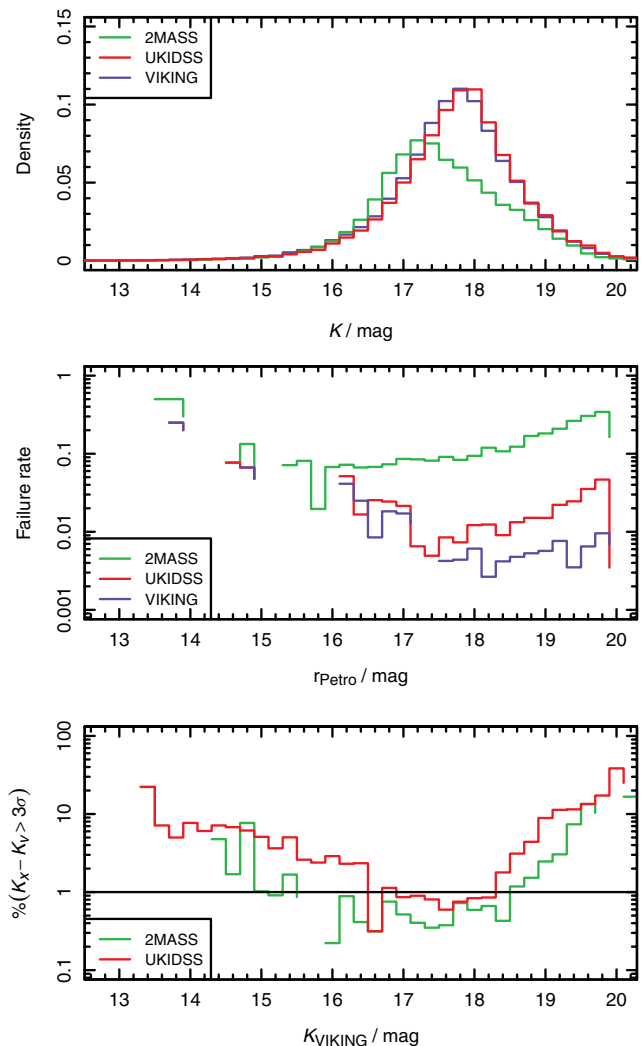 0.15
0.1
0.05
0
Density
2MASS
UKIDSS
VIKING
13 14 15 16 17 18 19 20
K / mag
1
0.1
0.01
0.001
Failure rate
2MASS
UKIDSS
VIKING
13 14 15 16 17 18 19 20
rPetro / mag
100
10
1
0.1
%(Kx − Kv > 3σ)
2MASS
UKIDSS
13 14 15 16 17 18 19 20
KVIKING / mag